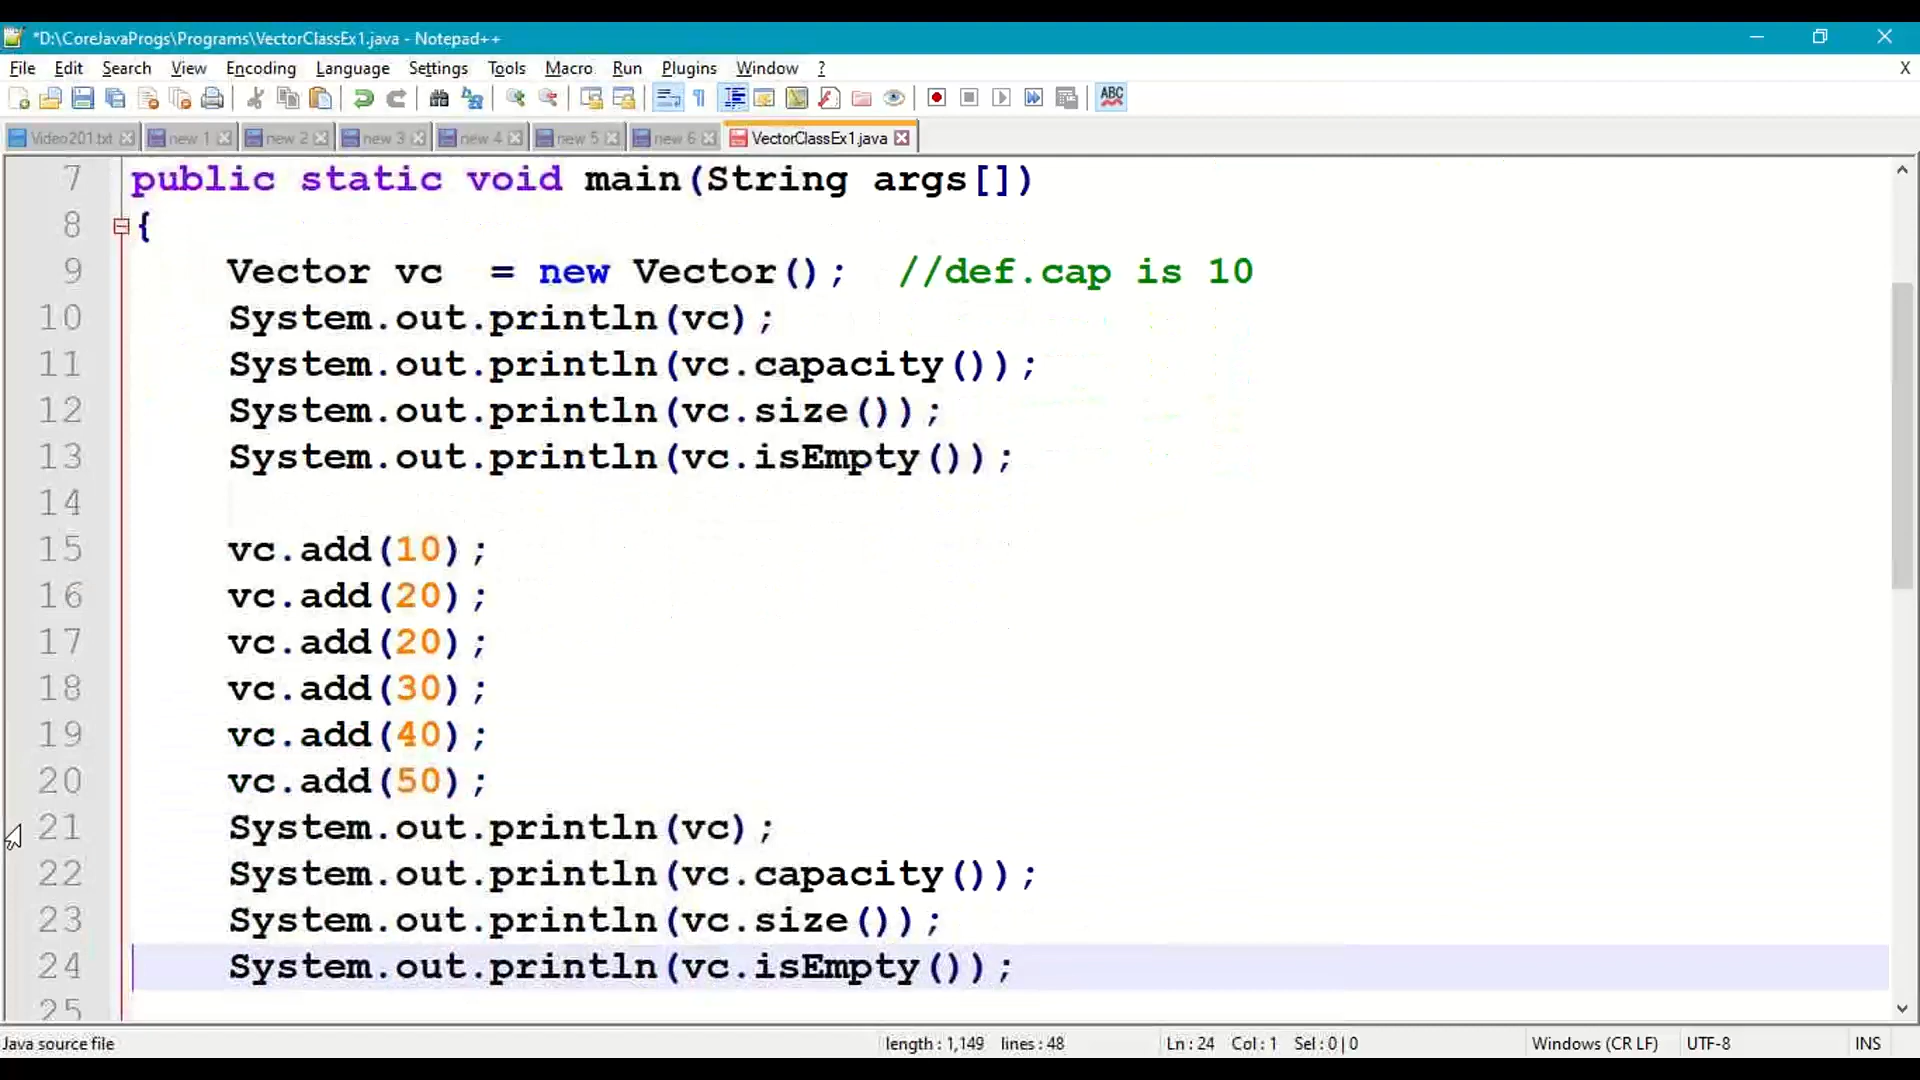 *D:\CoreJavaProgs\Programs\VectorClassEx1.java - Notepad++
File Edit Search View Encoding Language Settings Tools Macro Run Plugins Window ? X
ABC
Video201.txt new 1 new 2 new 3 new 4 new 5 new 6 VectorClassEx1.java
7 public static void main(String args[])
8 {
9 Vector vc = new Vector(); //def.cap is 10
10 System.out.println(vc);
11 System.out.println(vc.capacity());
12 System.out.println(vc.size());
13 System.out.println(vc.isEmpty());
14
15 vc.add(10);
16 vc.add(20);
17 vc.add(20);
18 vc.add(30);
19 vc.add(40);
20 vc.add(50);
21 System.out.println(vc);
22 System.out.println(vc.capacity());
23 System.out.println(vc.size());
24 System.out.println(vc.isEmpty());
25
Java source file length : 1,149 lines : 48 Ln : 24 Col : 1 Sel : 0 | 0 Windows (CR LF) UTF-8 INS